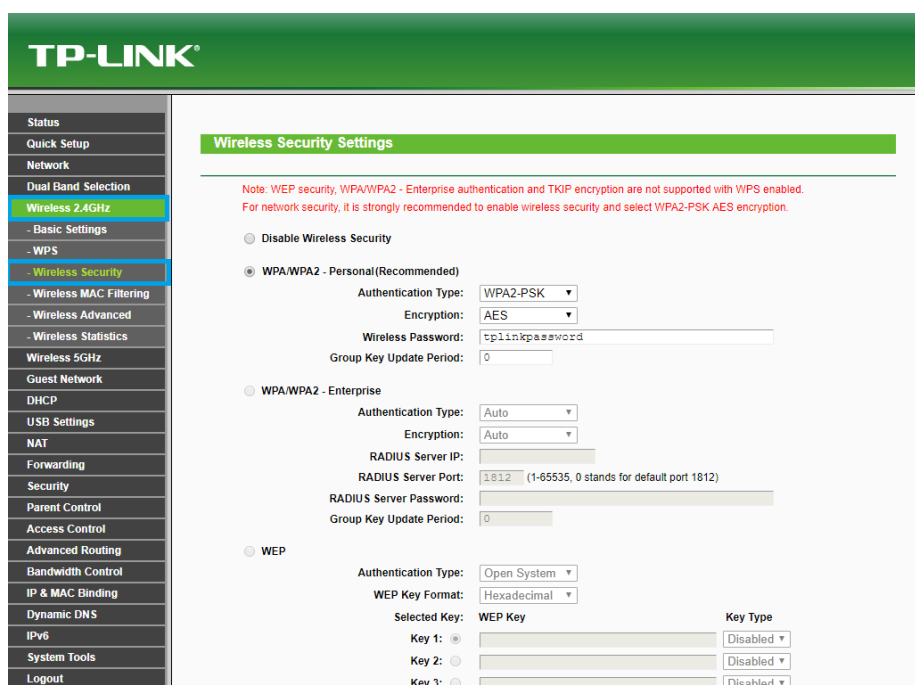 TP-LINK®
Status
Quick Setup
Network
Dual Band Selection
Wireless 2.4GHz
- Basic Settings
- WPS
- Wireless Security
- Wireless MAC Filtering
- Wireless Advanced
- Wireless Statistics
Wireless 5GHz
Guest Network
DHCP
USB Settings
NAT
Forwarding
Security
Parent Control
Access Control
Advanced Routing
Bandwidth Control
IP & MAC Binding
Dynamic DNS
IPv6
System Tools
Logout
Wireless Security Settings
Note: WEP security, WPA/WPA2 - Enterprise authentication and TKIP encryption are not supported with WPS enabled.
For network security, it is strongly recommended to enable wireless security and select WPA2-PSK AES encryption.
Disable Wireless Security
WPA/WPA2 - Personal(Recommended)
Authentication Type: WPA2-PSK
Encryption: AES
Wireless Password: tplinkpassword
Group Key Update Period: 0
WPA/WPA2 - Enterprise
Authentication Type: Auto
Encryption: Auto
RADIUS Server IP:
RADIUS Server Port: 1812 (1-65535, 0 stands for default port 1812)
RADIUS Server Password:
Group Key Update Period: 0
WEP
Authentication Type: Open System
WEP Key Format: Hexadecimal
Selected Key: WEP Key Key Type
Key 1: Disabled
Key 2: Disabled
Key 3: Disabled